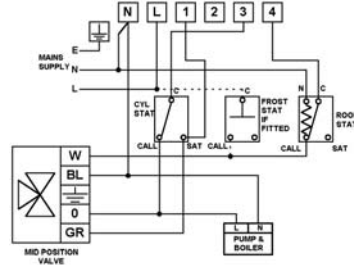 N L 1 2 3 4
E
MAINS
SUPPLY
N
L
CYL
STAT
C
FROST
STAT
IF
FITTED
C
N C
ROOM
STAT
CALL SAT
CALL
CALL SAT
W
BL
0
GR
MID POSITION
VALVE
L N
PUMP &
BOILER